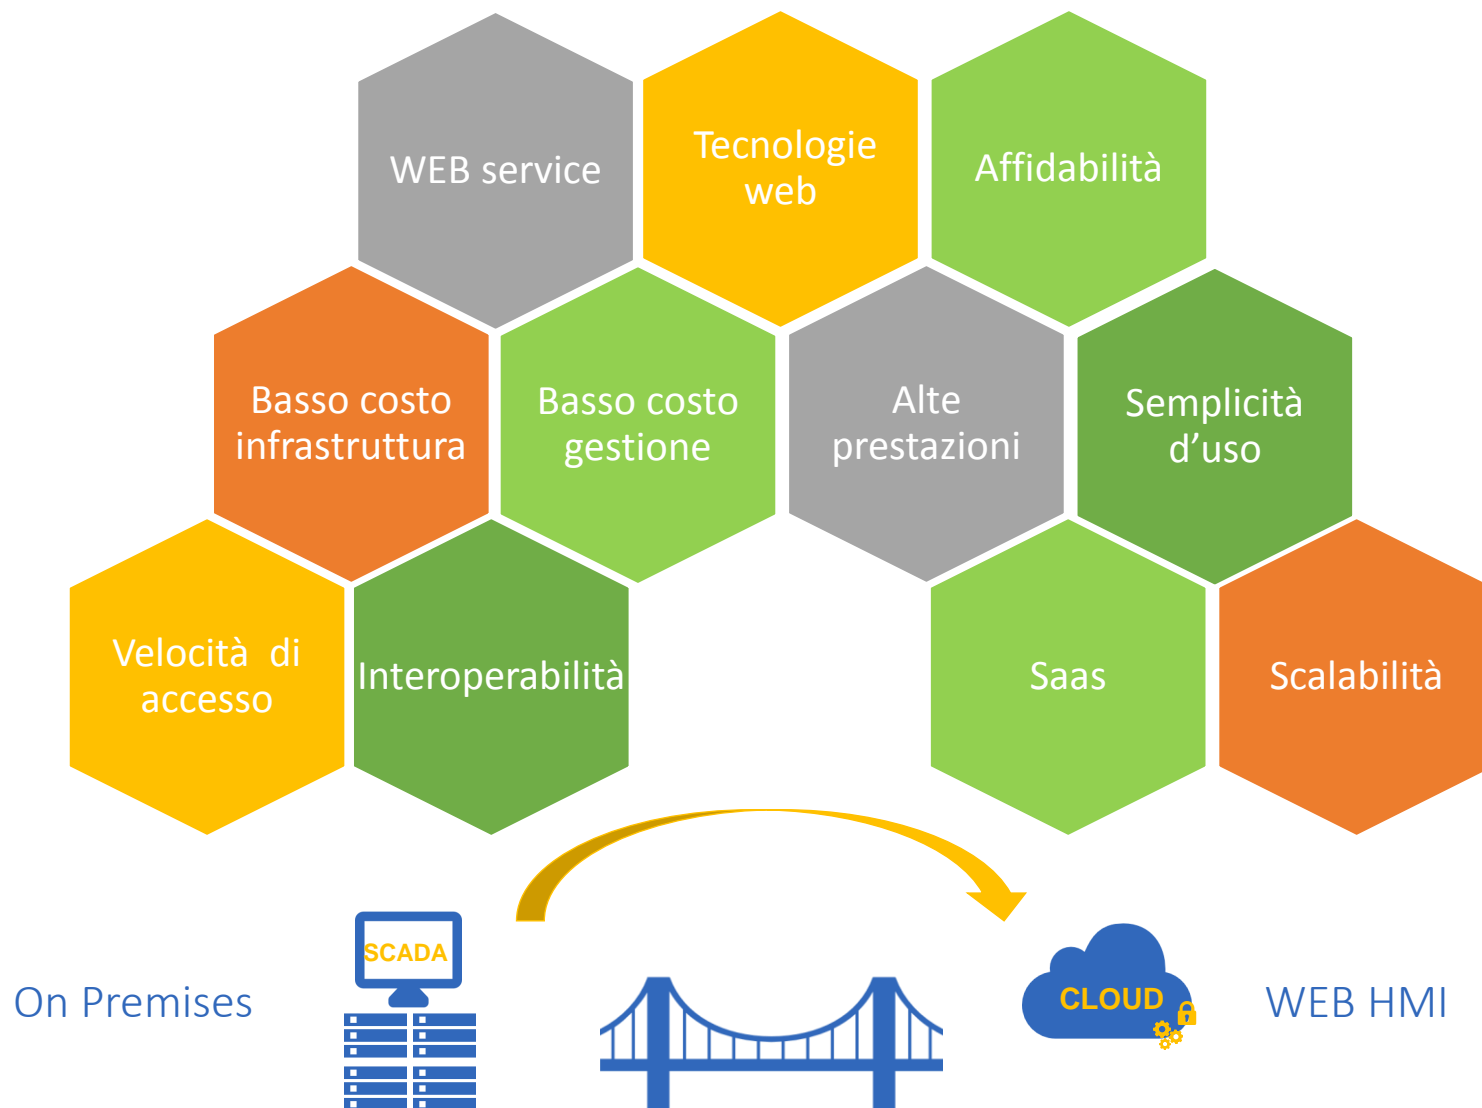 WEB service
Tecnologie
web
Affidabilità
Basso costo
infrastruttura
Basso costo
gestione
Alte
prestazioni
Semplicità
d’uso
Velocità  di
accesso
Interoperabilità
Saas
Scalabilità
On Premises
SCADA
CLOUD
WEB HMI